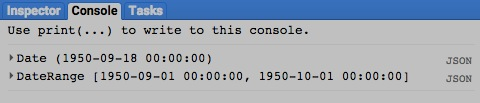 Inspector Console Tasks
Use print(...) to write to this console.
Date (1950-09-18 00:00:00) JSON
DateRange [1950-09-01 00:00:00, 1950-10-01 00:00:00] JSON